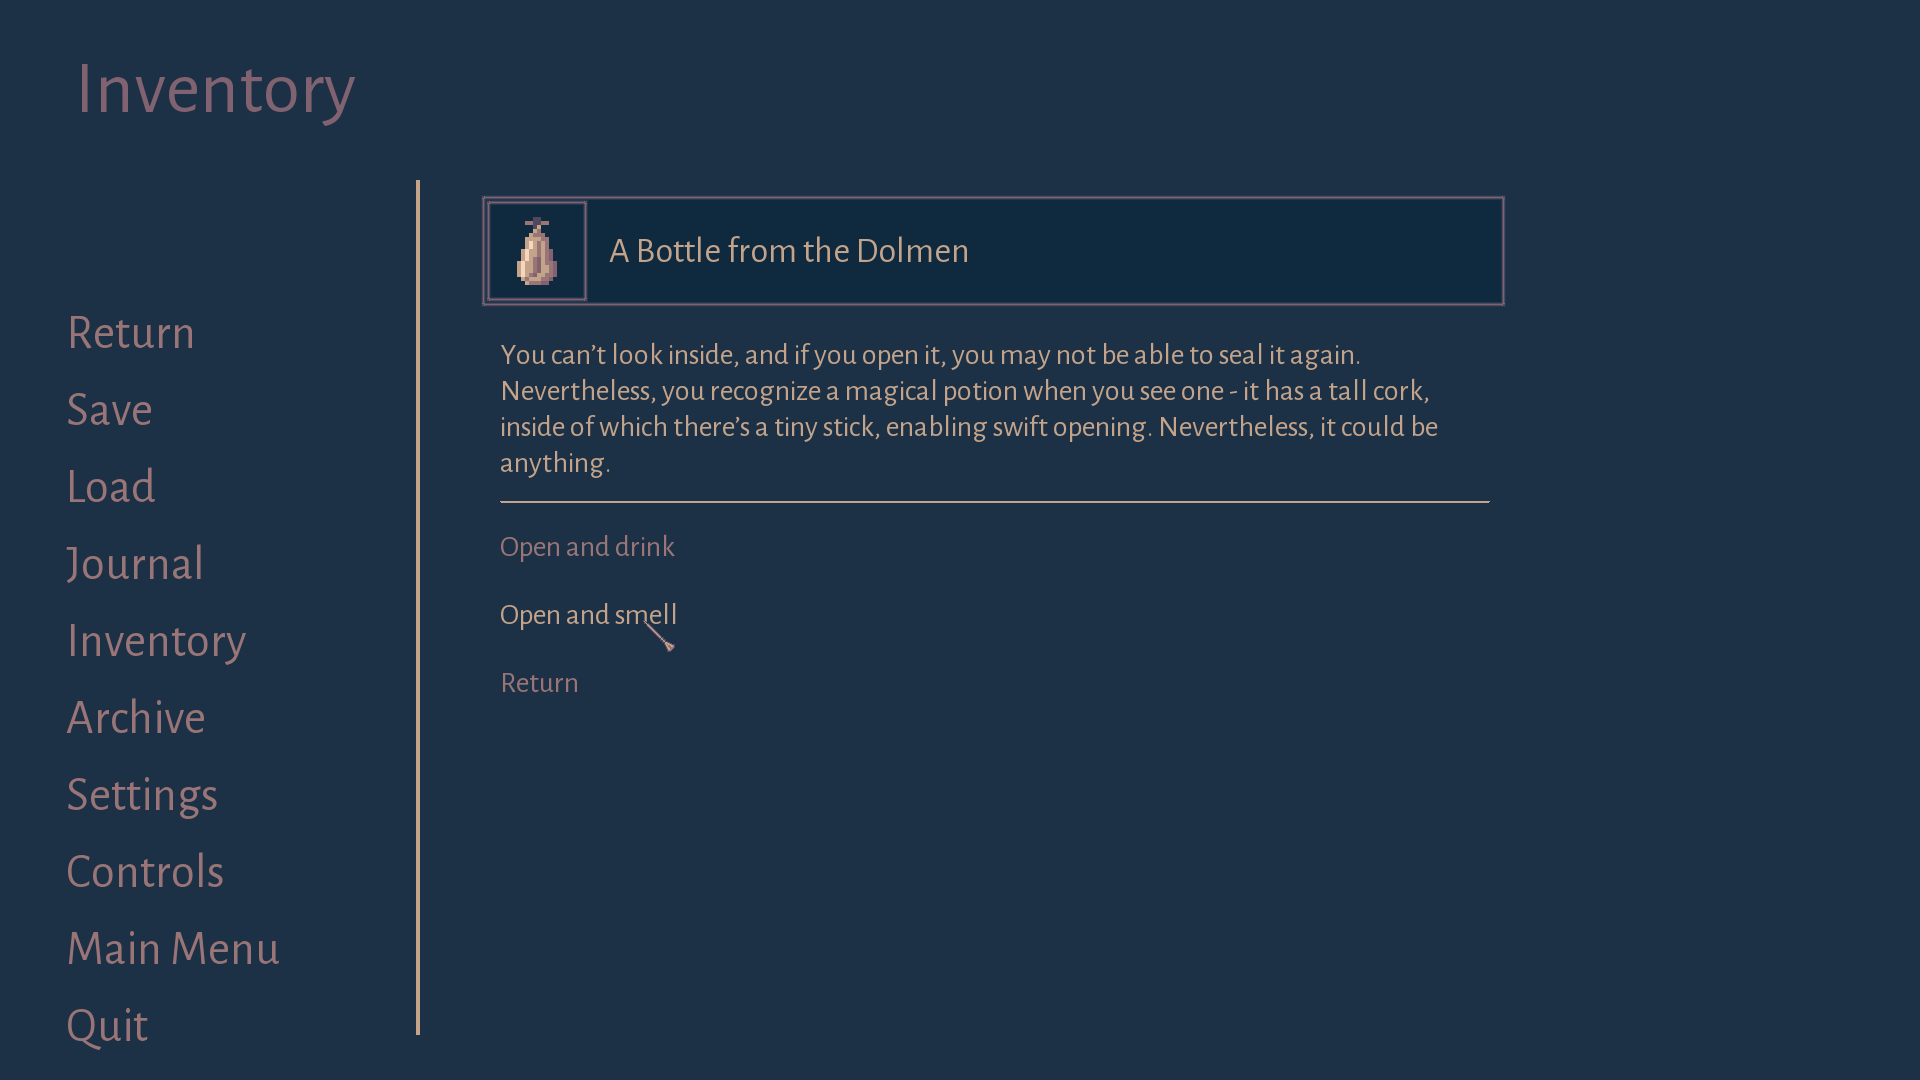 Inventory
Return
Save
Load
Journal
Inventory
Archive
Settings
Controls
Main Menu
Quit
A Bottle from the Dolmen
You can’t look inside, and if you open it, you may not be able to seal it again.
Nevertheless, you recognize a magical potion when you see one - it has a tall cork,
inside of which there’s a tiny stick, enabling swift opening. Nevertheless, it could be
anything.
Open and drink
Open and smell
Return